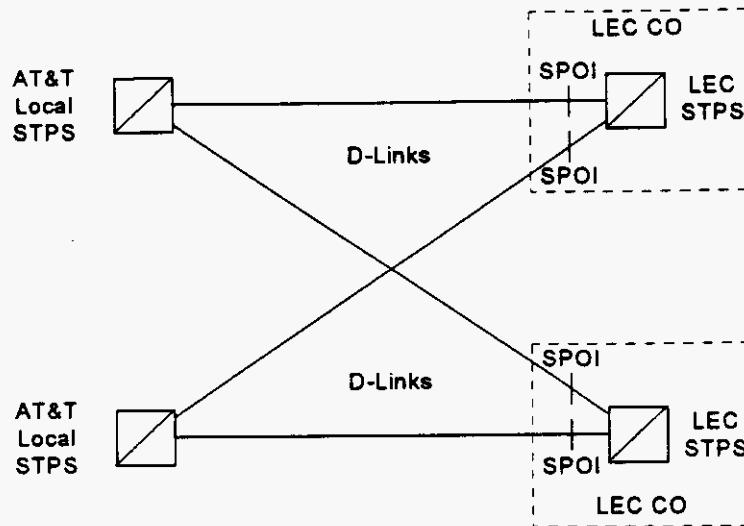 LEC CO
AT&T
Local
STPS
SPOI
LEC
STPS
D-Links
SPOI
SPOI
D-Links
AT&T
Local
STPS
LEC
STPS
SPOI
LEC CO